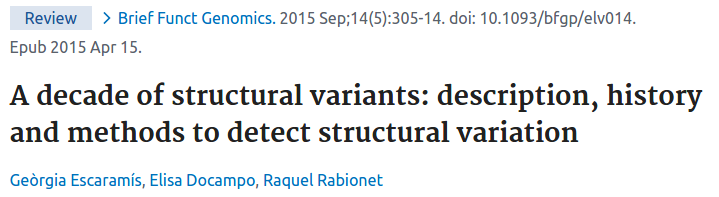 Review > Brief Funct Genomics. 2015 Sep;14(5):305-14. doi: 10.1093/bfgp/elv014.
Epub 2015 Apr 15.
A decade of structural variants: description, history
and methods to detect structural variation
Geòrgia Escaramís, Elisa Docampo, Raquel Rabionet